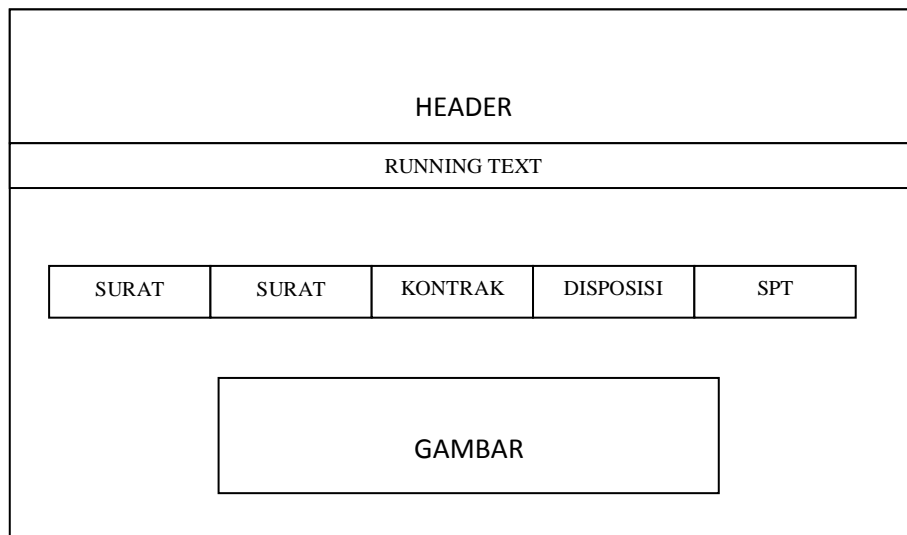 HEADER
RUNNING TEXT
SURAT SURAT KONTRAK DISPOSISI SPT
GAMBAR